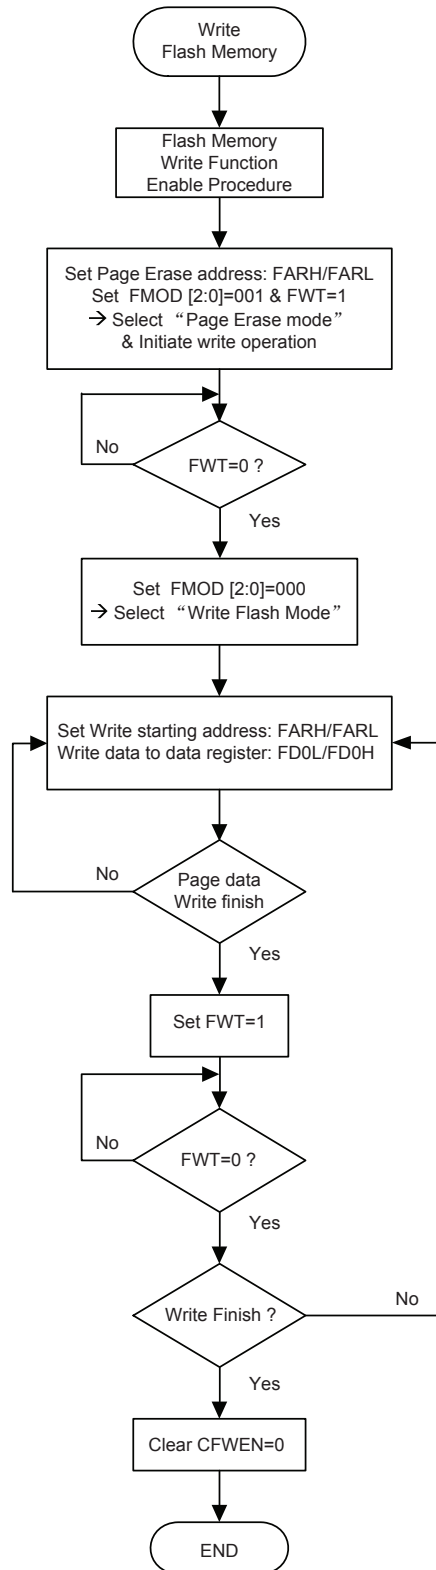 Write
Flash Memory
Flash Memory
Write Function
Enable Procedure
Set Page Erase address: FARH/FARL
Set FMOD [2:0]=001 & FWT=1
→ Select “Page Erase mode”
& Initiate write operation
No
FWT=0 ?
Yes
Set FMOD [2:0]=000
→ Select “Write Flash Mode”
Set Write starting address: FARH/FARL
Write data to data register: FD0L/FD0H
No
Page data
Write finish
Yes
Set FWT=1
No
FWT=0 ?
Yes
Write Finish ?
No
Yes
Clear CFWEN=0
END